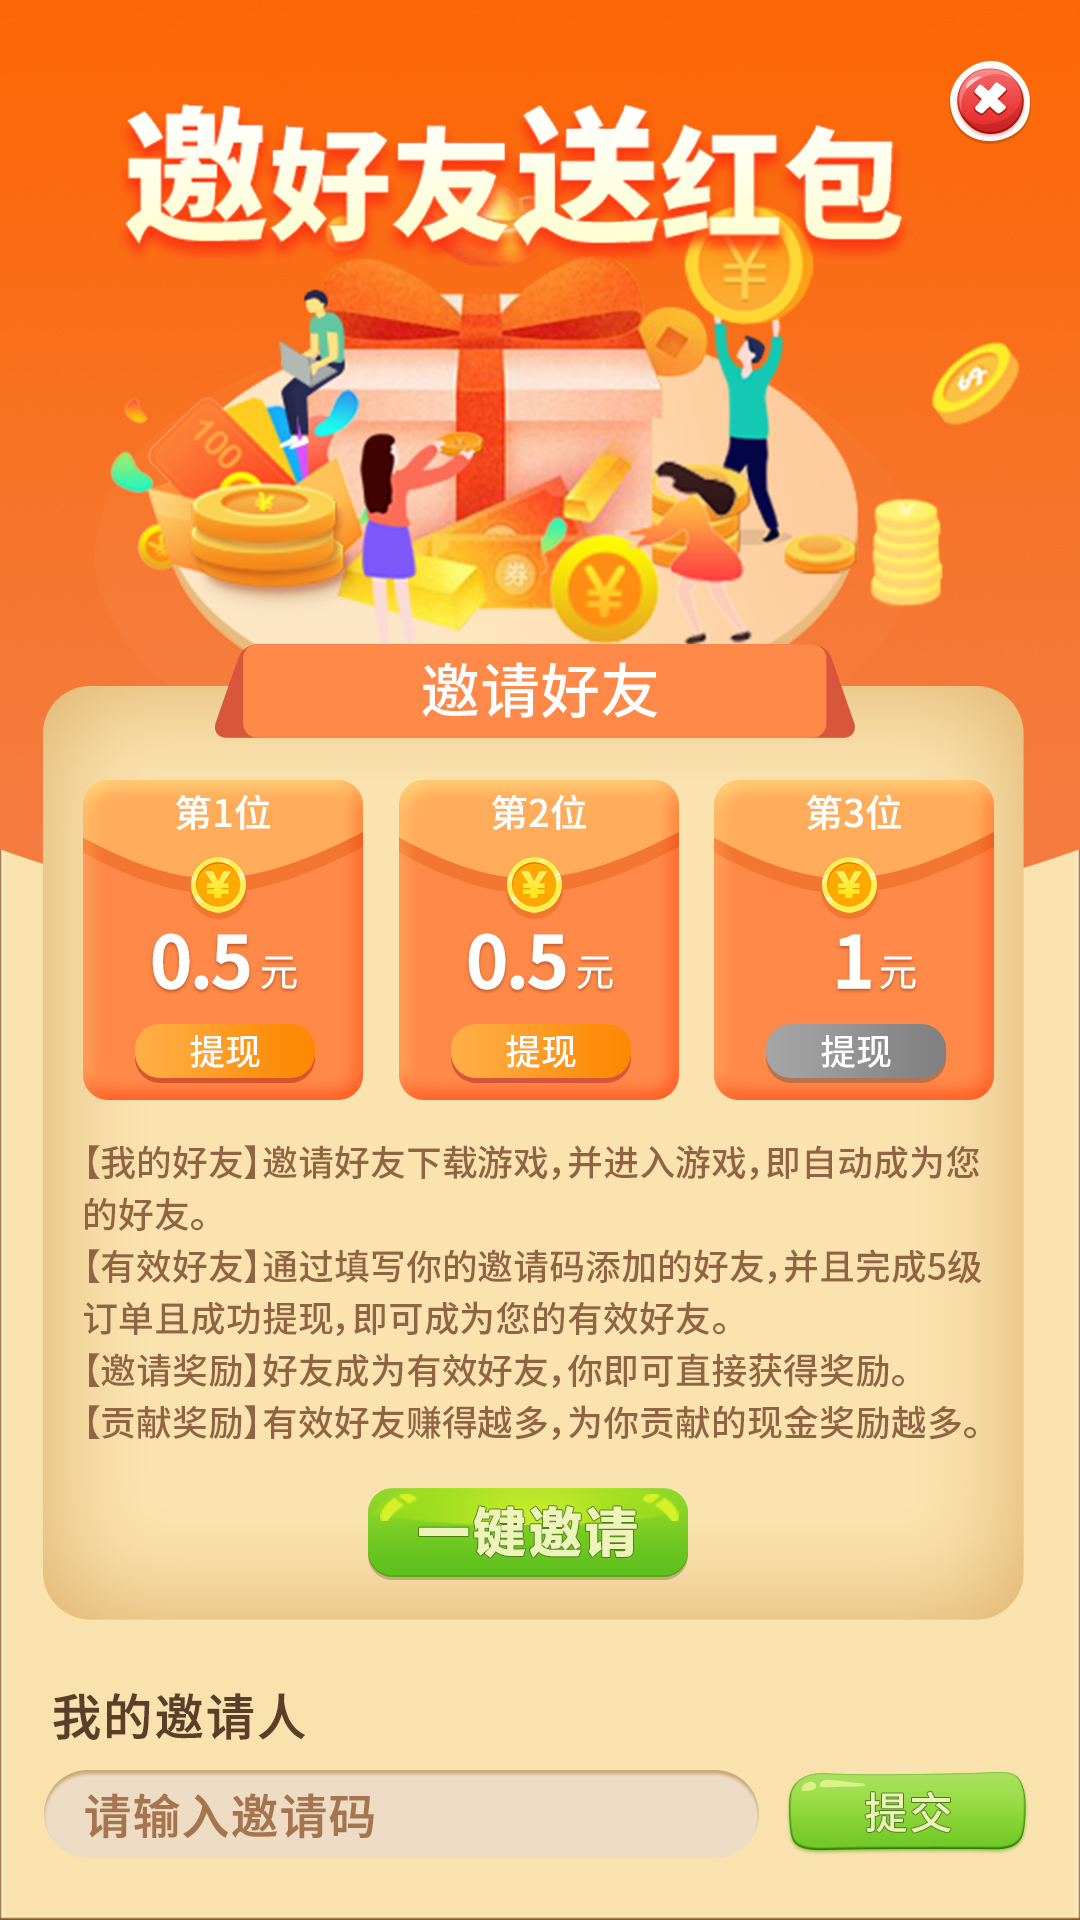 邀好友送红包
100
券
邀请好友
第1位
第2位
第3位
0.5元
0.5元
1元
提现
提现
提现
【我的好友】邀请好友下载游戏,并进入游戏,即自动成为您
的好友。
【有效好友】通过填写你的邀请码添加的好友,并且完成5级
订单且成功提现,即可成为您的有效好友。
【邀请奖励】好友成为有效好友,你即可直接获得奖励。
【贡献奖励】有效好友赚得越多,为你贡献的现金奖励越多。
一键邀请
我的邀请人
请输入邀请码
提交